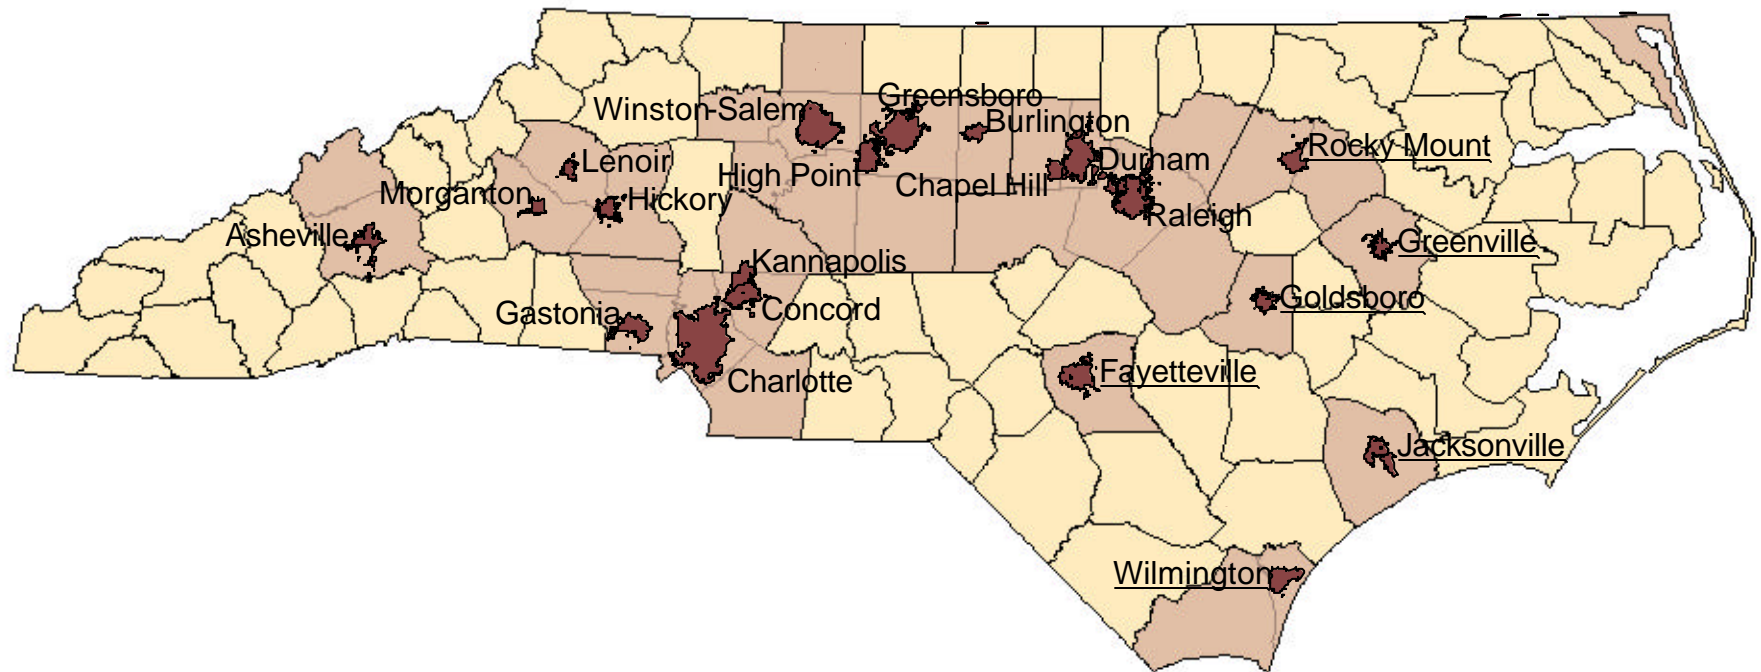 Greensboro
Winston-Salem
Burlington
Rocky Mount
Lenoir
Durham
High Point
Chapel Hill
Morganton
Hickory
Raleigh
Asheville
Greenville
Kannapolis
Goldsboro
Concord
Gastonia
Fayetteville
Charlotte
Jacksonville
Wilmington